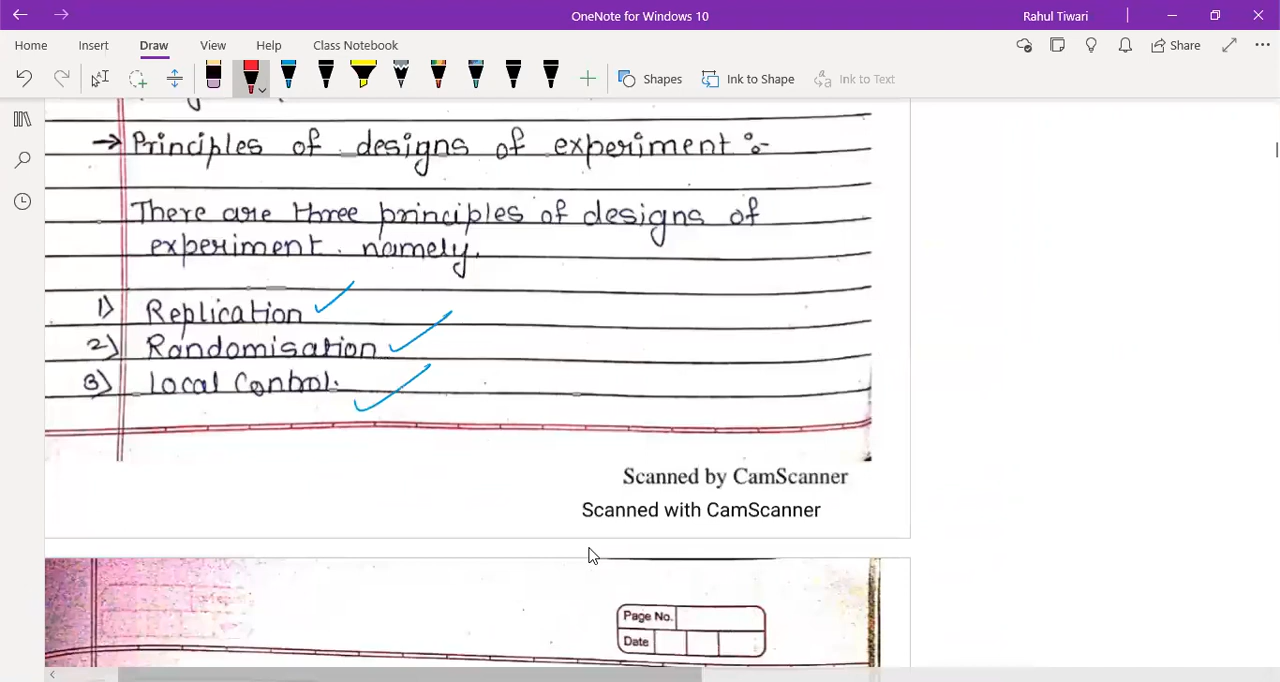 OneNote for Windows 10
Rahul Tiwari
Home Insert Draw View Help Class Notebook
Share
Shapes Ink to Shape Ink to Text
→ Principles of designs of experiment :-
There are three principles of designs of
experiment. namely.
1) Replication
2) Randomisation
3) Local Control.
Scanned by CamScanner
Scanned with CamScanner
Page No.
Date